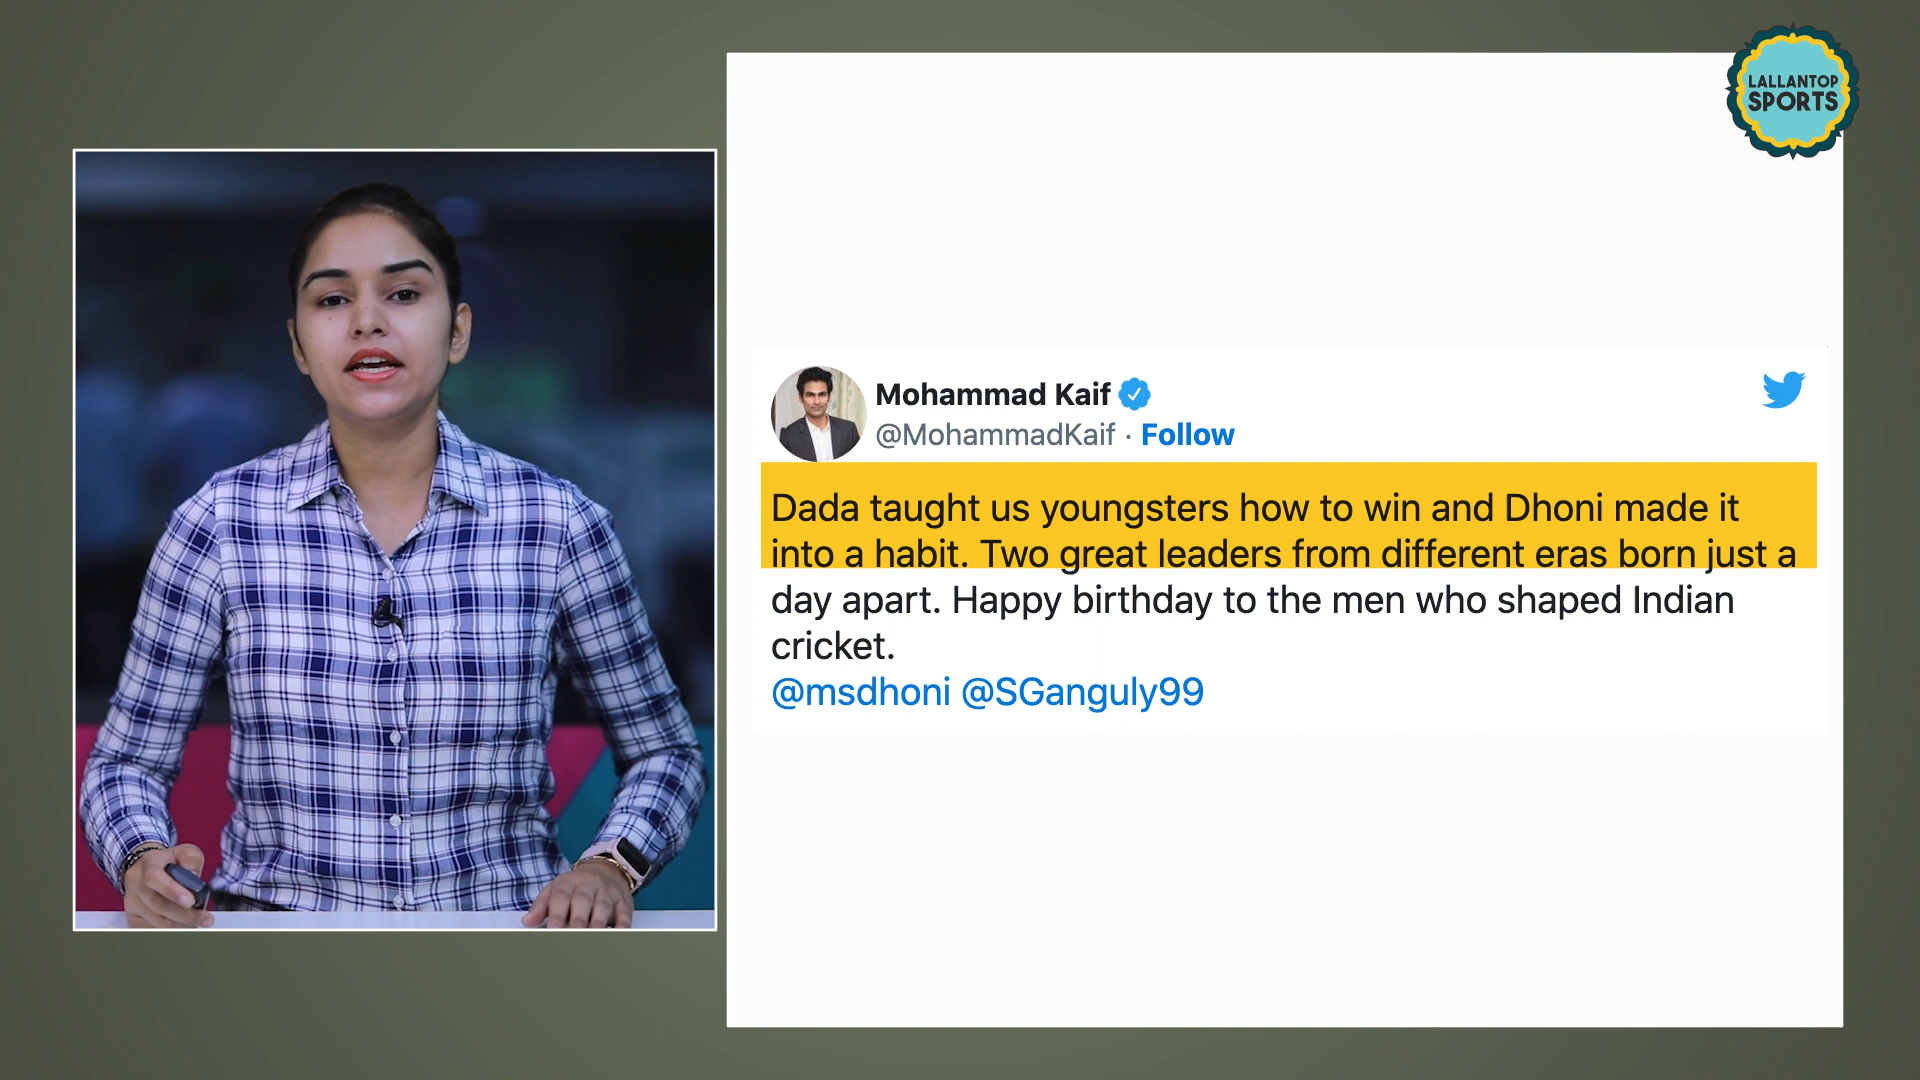 LALLANTOP
SPORTS
Mohammad Kaif
@MohammadKaif · Follow
Dada taught us youngsters how to win and Dhoni made it
into a habit. Two great leaders from different eras born just a
day apart. Happy birthday to the men who shaped Indian
cricket.
@msdhoni @SGanguly99